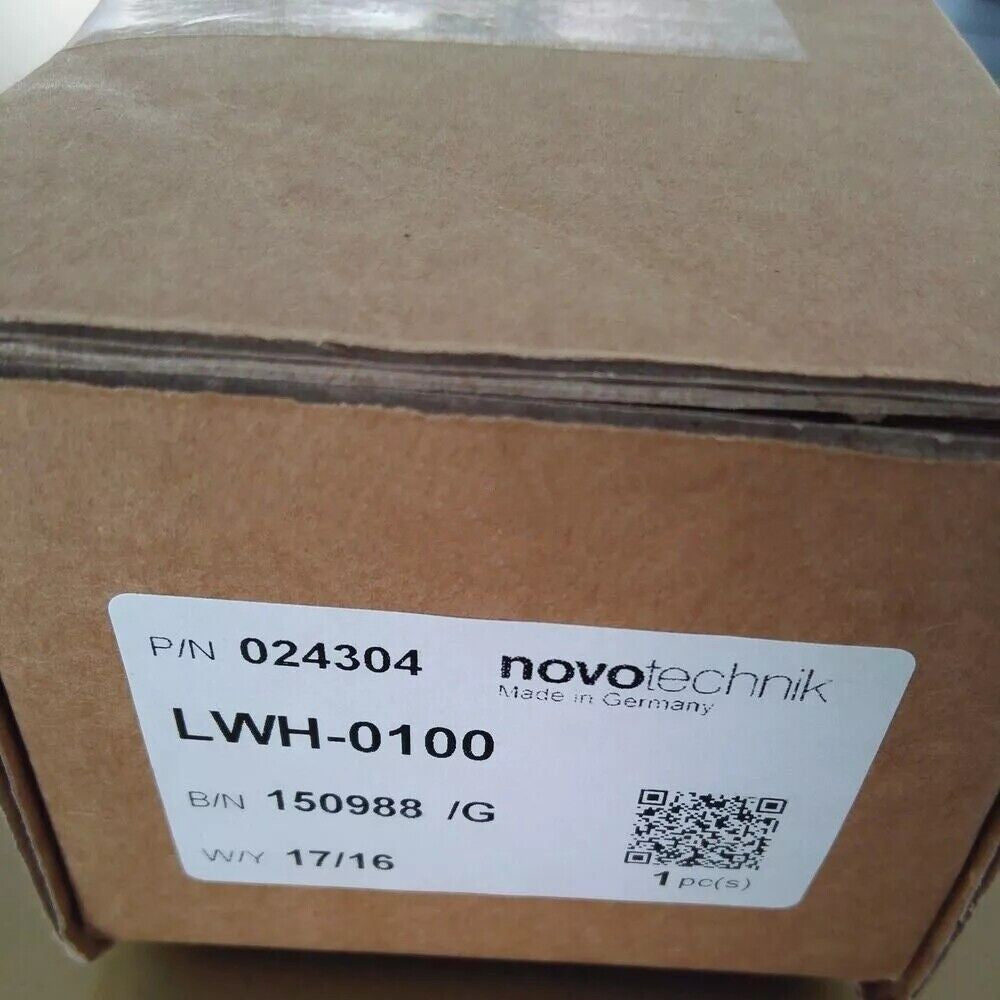 P/N 024304
novotechnik
Made in Germany
LWH-0100
B/N 150988 /G
W/Y 17/16
1 pc(s)